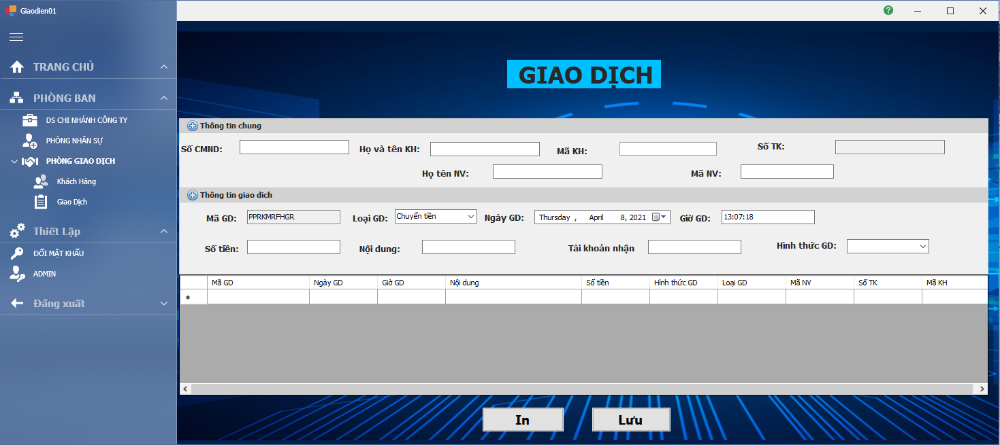 Giaodien01
TRANG CHỦ
PHÒNG BAN
DS CHI NHÁNH CÔNG TY
PHÒNG NHÂN SỰ
PHÒNG GIAO DỊCH
Khách Hàng
Giao Dịch
Thiết Lập
ĐỔI MẬT KHẨU
ADMIN
Đăng xuất
?
GIAO DỊCH
Thông tin chung
Số CMND: Họ và tên KH: Mã KH: Số TK:
Họ tên NV: Mã NV:
Thông tin giao dich
Mã GD: PPRKMRFHGR Loại GD: Chuyển tiền Ngày GD: Thursday , April 8, 2021 Giờ GD: 13:07:18
Số tiền: Nội dung: Tài khoản nhận Hình thức GD:
Mã GD Ngày GD Giờ GD Nội dung Số tiền Hình thức GD Loại GD Mã NV Số TK Mã KH
*
In Lưu